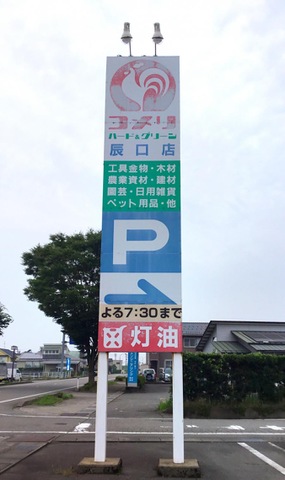 コメリ
ハード&グリーン
辰口店
工具金物・木材
農業資材・建材
園芸・日用雑貨
ペット用品・他
P
よる7:30まで
灯油